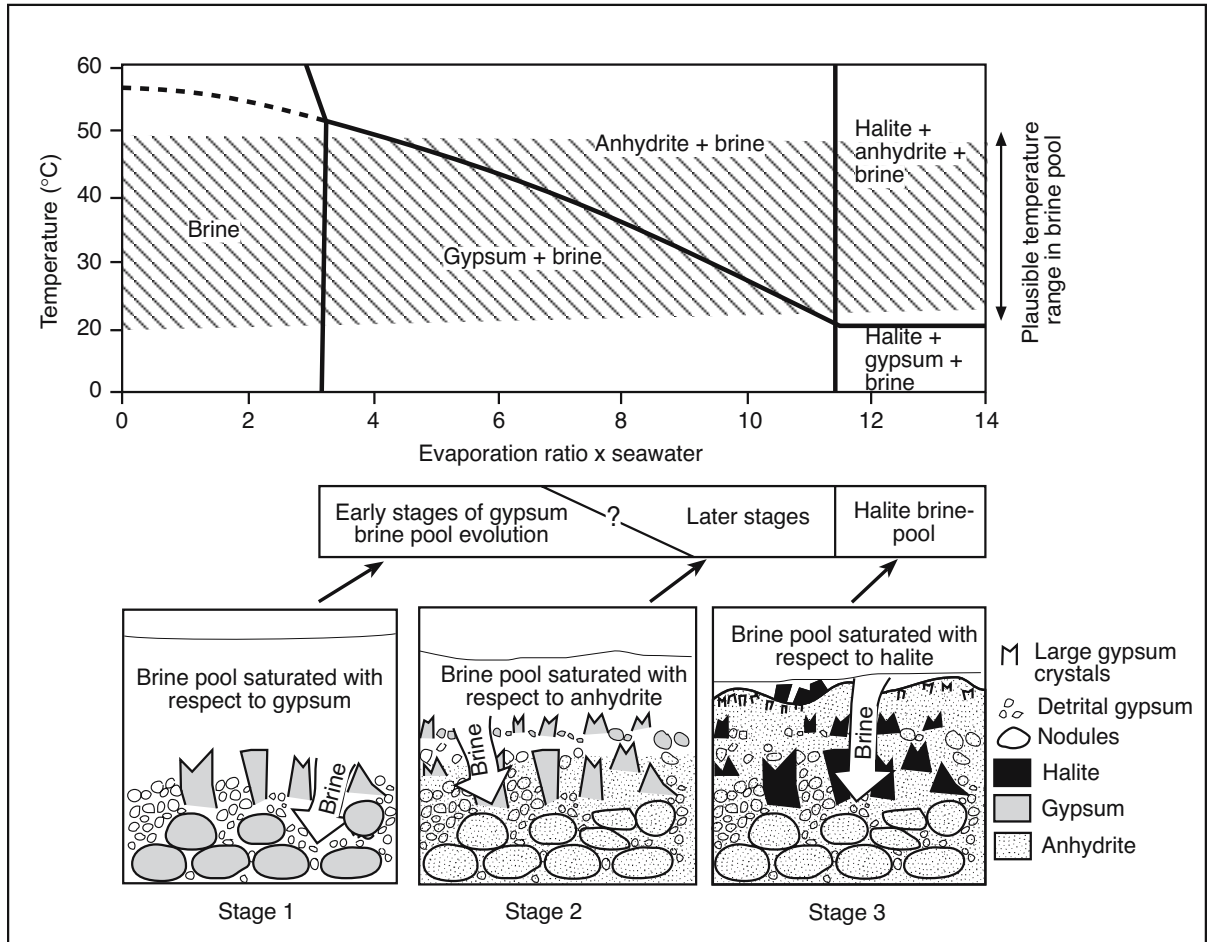 60
50
40
30
20
0
Temperature (°C)
Brine
Gypsum + brine
Anhydrite + brine
Halite +
anhydrite +
brine
Halite +
gypsum +
brine
Plausible temperature
range in brine pool
0
2
4
6
8
10
12
14
Evaporation ratio x seawater
Early stages of gypsum
brine pool evolution
?
Later stages
Halite brine-
pool
Brine pool saturated with
respect to gypsum
Brine
Stage 1
Brine pool saturated with
respect to anhydrite
Brine
Stage 2
Brine pool saturated with
respect to halite
Brine
Stage 3
Large gypsum
crystals
Detrital gypsum
Nodules
Halite
Gypsum
Anhydrite